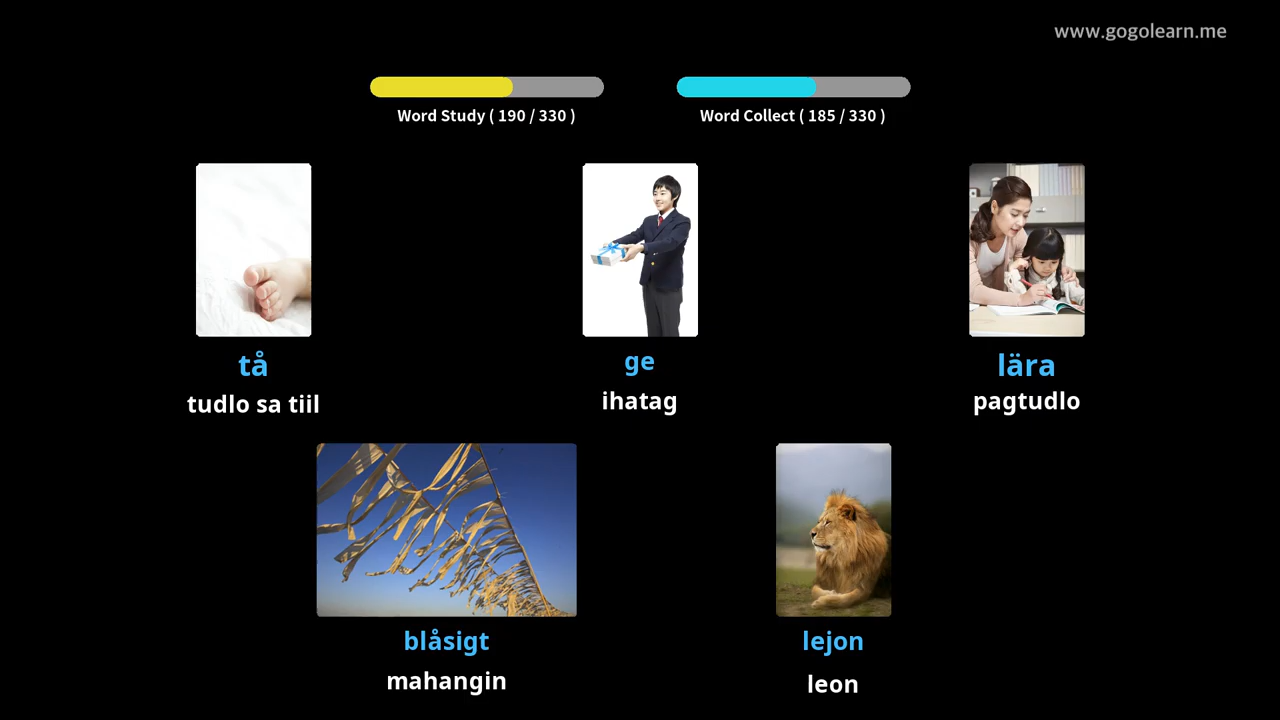 www.gogolearn.me
Word Study ( 190 / 330 )
Word Collect ( 185 / 330 )
tå
tudlo sa tiil
ge
ihatag
lära
pagtudlo
blåsigt
mahangin
lejon
leon